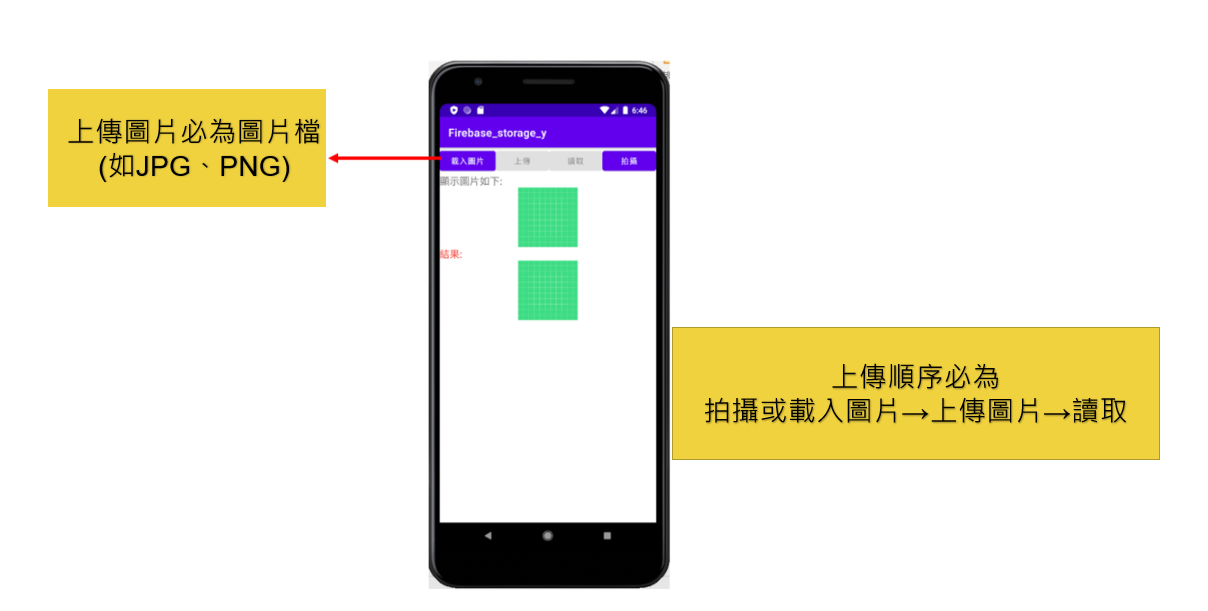 上傳圖片必為圖片檔
(如JPG、PNG)
6:46
Firebase_storage_y
載入圖片 上傳 讀取 拍攝
顯示圖片如下:
結果:
上傳順序必為
拍攝或載入圖片→上傳圖片→讀取